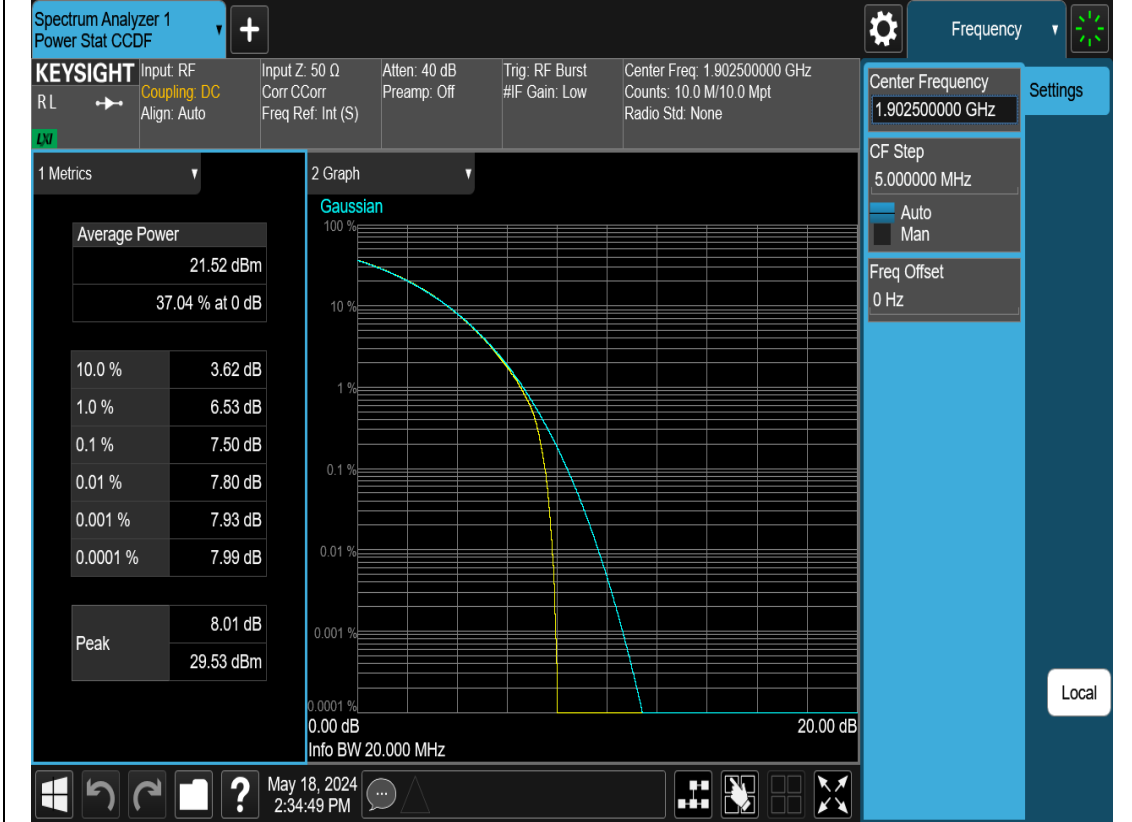 Spectrum Analyzer 1
Power Stat CCDF
Frequency
KEYSIGHT
RL
LXI
Input: RF
Coupling: DC
Align: Auto
Input Z: 50 Ω
Corr CCorr
Freq Ref: Int (S)
Atten: 40 dB
Preamp: Off
Trig: RF Burst
#IF Gain: Low
Center Freq: 1.902500000 GHz
Counts: 10.0 M/10.0 Mpt
Radio Std: None
Center Frequency
1.902500000 GHz
Settings
CF Step
5.000000 MHz
Auto
Man
Freq Offset
0 Hz
Local
1 Metrics
Average Power
21.52 dBm
37.04 % at 0 dB
10.0 % 3.62 dB
1.0 % 6.53 dB
0.1 % 7.50 dB
0.01 % 7.80 dB
0.001 % 7.93 dB
0.0001 % 7.99 dB
Peak 8.01 dB
29.53 dBm
2 Graph
Gaussian
100 %
10 %
1 %
0.1 %
0.01 %
0.001 %
0.0001 %
0.00 dB 20.00 dB
Info BW 20.000 MHz
?
May 18, 2024
2:34:49 PM